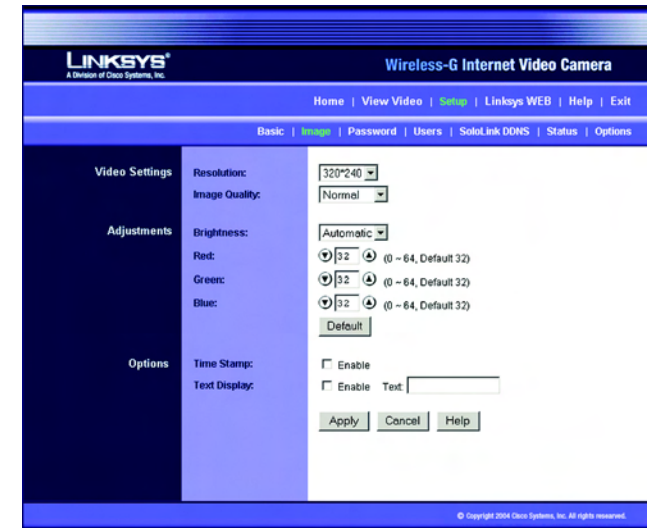 LINKSYS®
A Division of Cisco Systems, Inc.
Wireless-G Internet Video Camera
Home | View Video | Setup | Linksys WEB | Help | Exit
Basic | Image | Password | Users | SoloLink DDNS | Status | Options
Video Settings
Resolution: 320*240
Image Quality: Normal
Adjustments
Brightness: Automatic
Red: 32 (0 ~ 64, Default 32)
Green: 32 (0 ~ 64, Default 32)
Blue: 32 (0 ~ 64, Default 32)
Default
Options
Time Stamp: Enable
Text Display: Enable Text:
Apply Cancel Help
© Copyright 2004 Cisco Systems, Inc. All rights researved.